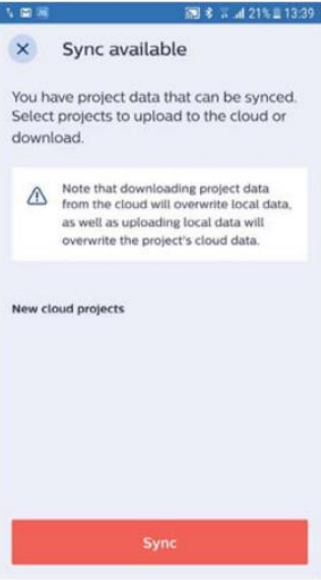 21% 13:39
Sync available
You have project data that can be synced.
Select projects to upload to the cloud or
download.
Note that downloading project data
from the cloud will overwrite local data,
as well as uploading local data will
overwrite the project's cloud data.
New cloud projects
Sync